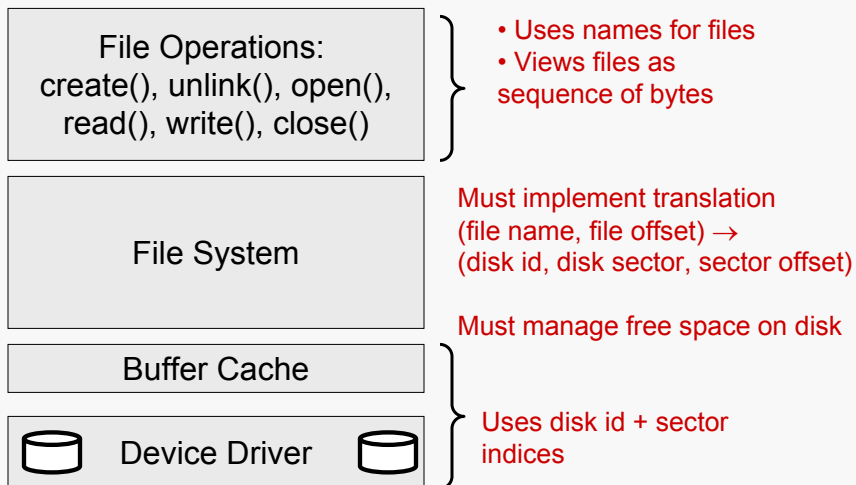 File Operations:
create(), unlink(), open(),
read(), write(), close()
• Uses names for files
• Views files as
sequence of bytes
File System
Must implement translation
(file name, file offset) →
(disk id, disk sector, sector offset)
Must manage free space on disk
Buffer Cache
Device Driver
Uses disk id + sector
indices